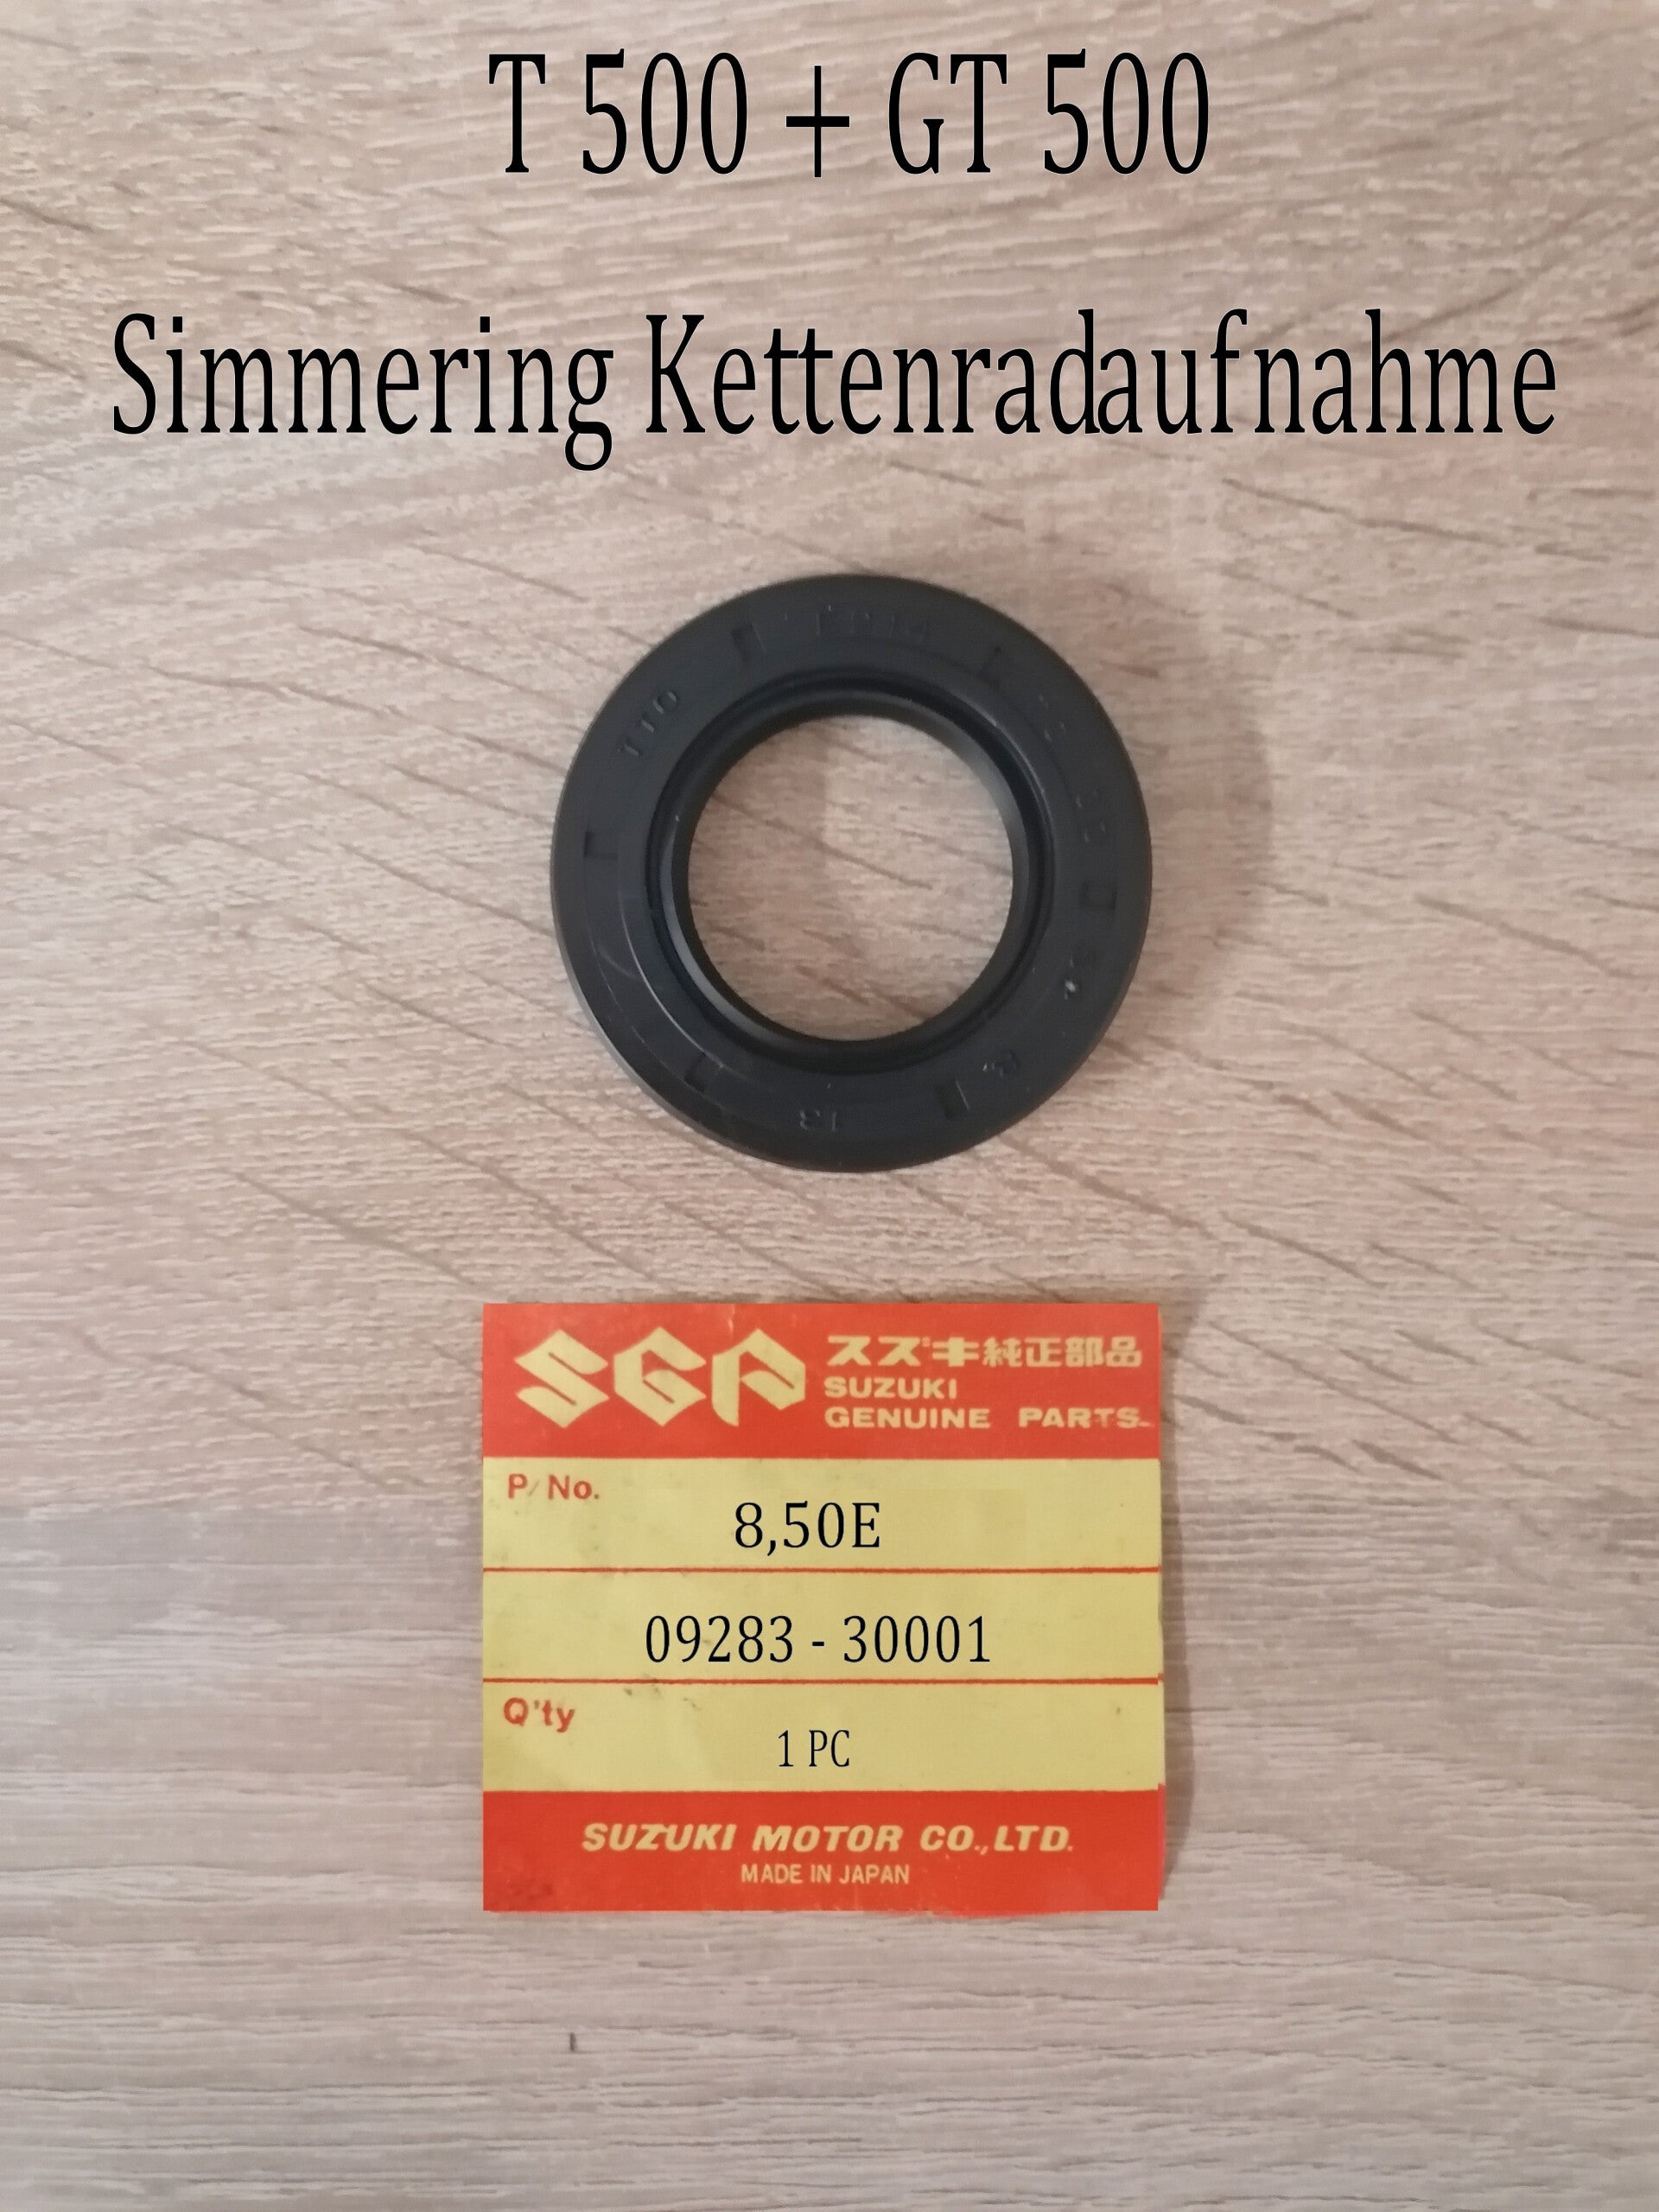 T 500 + GT 500
Simmering Kettenradaufnahme
TTO
SGP
スズキ純正部品
SUZUKI
GENUINE PARTS
P/No.
8,50E
09283 - 30001
Q'ty
1 PC
SUZUKI MOTOR CO.,LTD.
MADE IN JAPAN